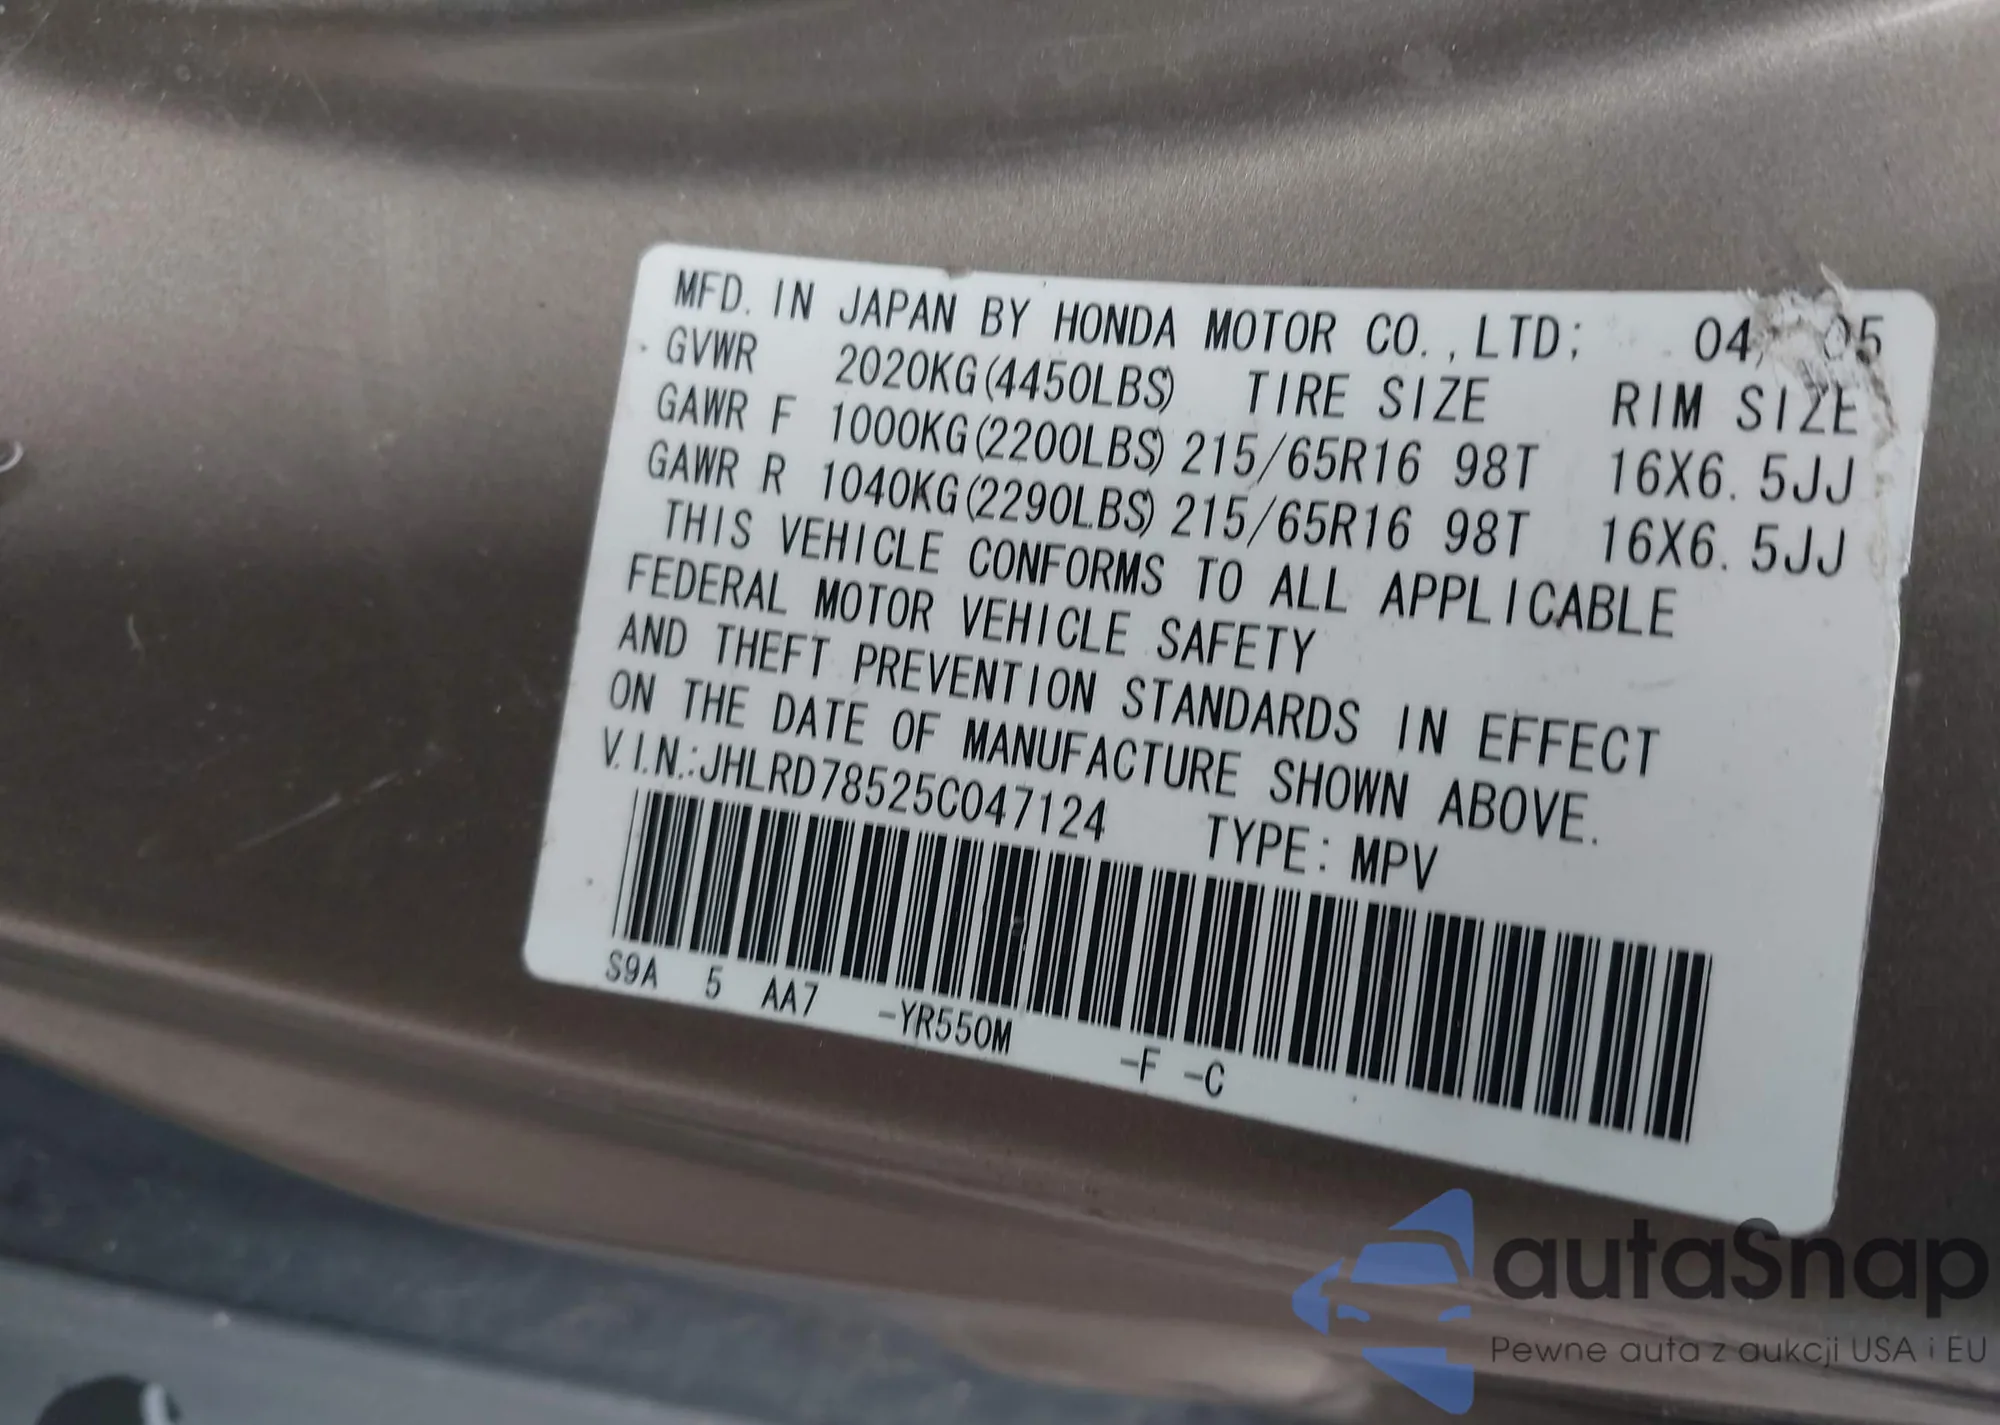 MFD. IN JAPAN BY HONDA MOTOR CO., LTD; 04/05
GVWR 2020KG(4450LBS) TIRE SIZE RIM SIZE
GAWR F 1000KG(2200LBS) 215/65R16 98T 16X6.5JJ
GAWR R 1040KG(2290LBS) 215/65R16 98T 16X6.5JJ
THIS VEHICLE CONFORMS TO ALL APPLICABLE
FEDERAL MOTOR VEHICLE SAFETY
AND THEFT PREVENTION STANDARDS IN EFFECT
ON THE DATE OF MANUFACTURE SHOWN ABOVE.
V.I.N.:JHLRD78525C047124 TYPE: MPV
S9A 5 AA7 -YR550M -F -C
autaSnap
Pewne auta z aukcji USA i EU